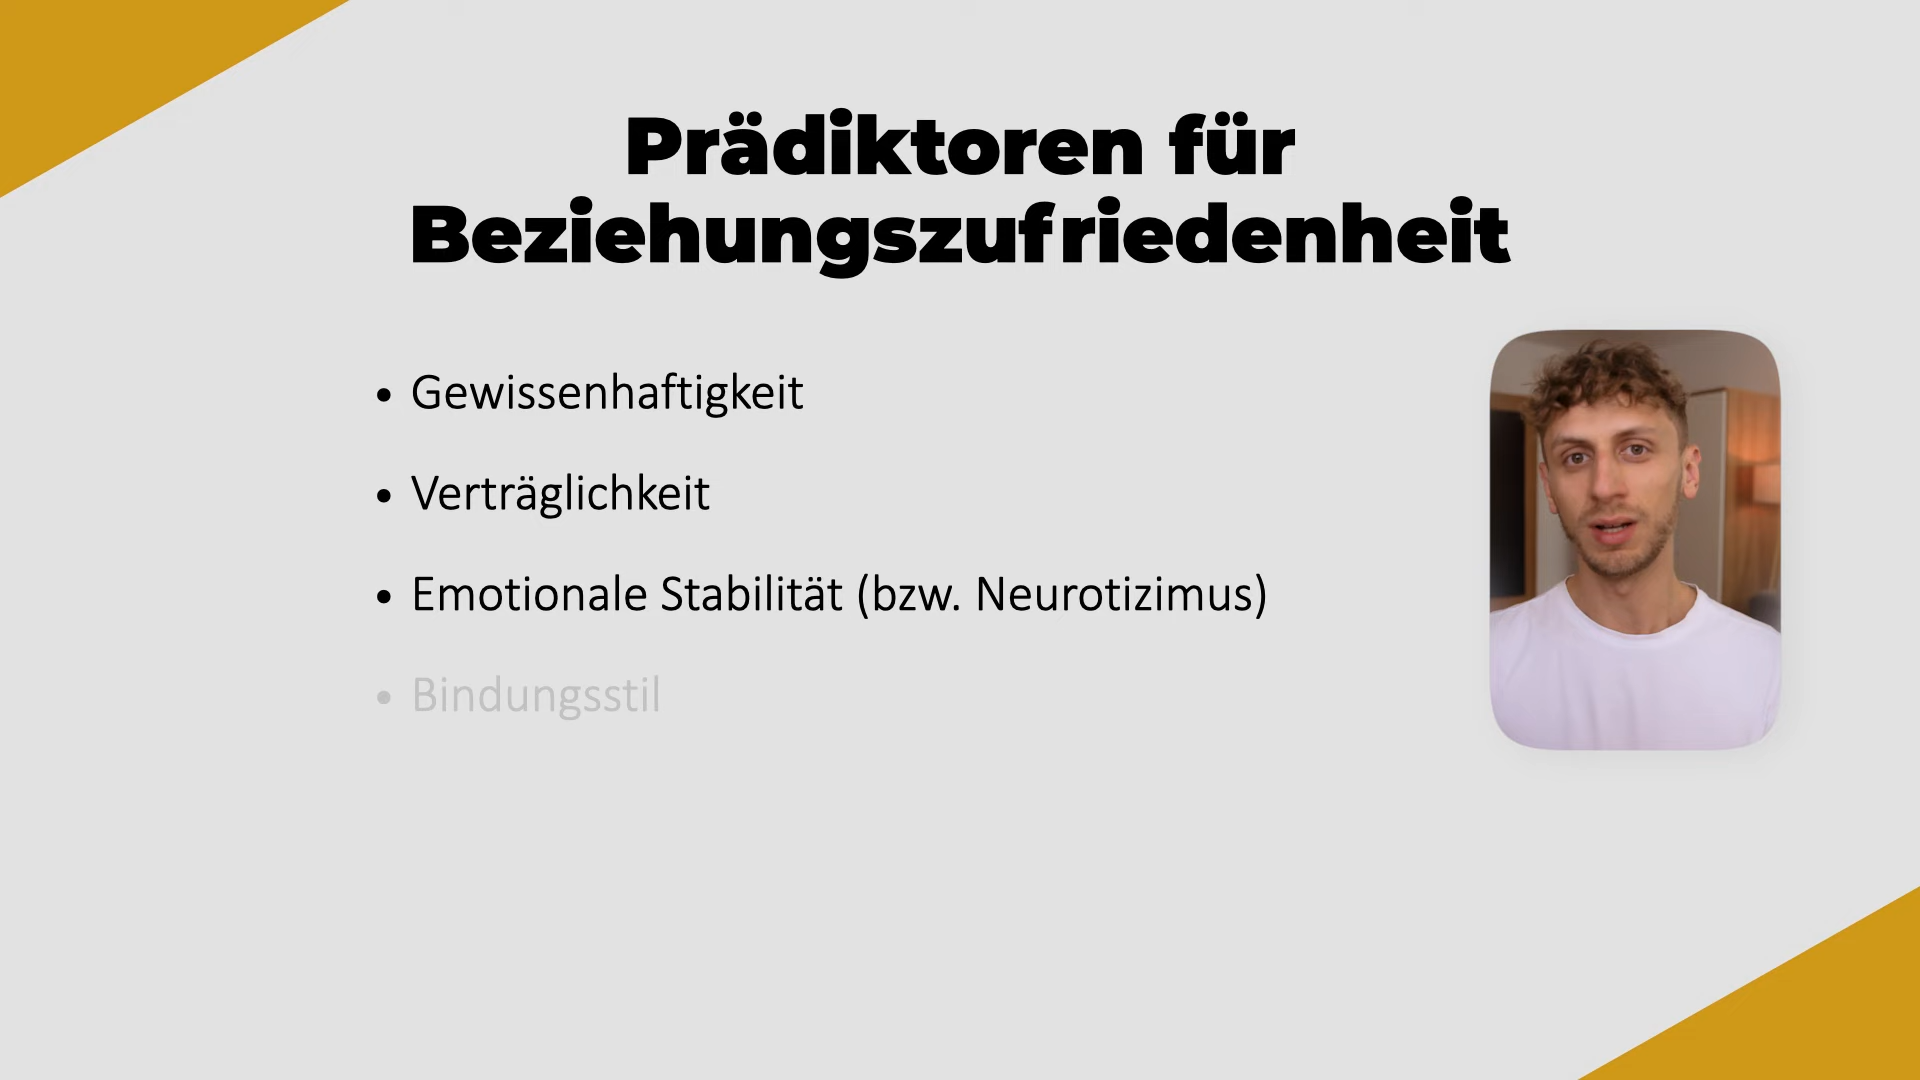 Prädiktoren für
Beziehungszufriedenheit
• Gewissenhaftigkeit
• Verträglichkeit
• Emotionale Stabilität (bzw. Neurotizimus)
• Bindungsstil